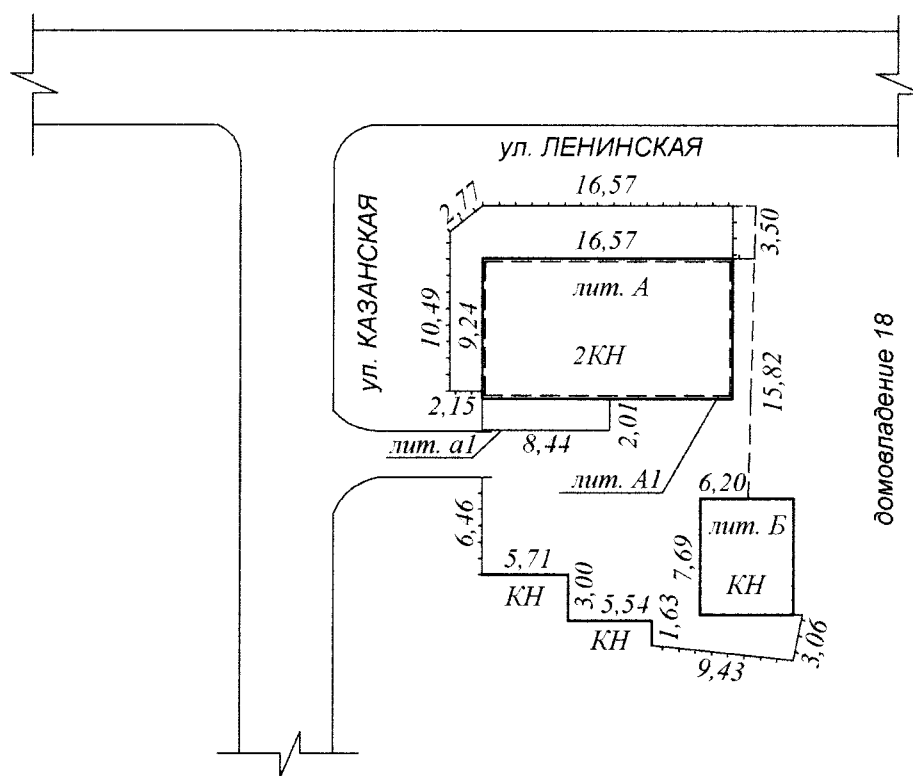 ул. ЛЕНИНСКАЯ
16,57
2,77
3,50
16,57
ул. КАЗАНСКАЯ
10,49
9,24
лит. А
2КН
15,82
домовладение 18
2,15
2,01
лит. а1
8,44
лит. А1
6,20
6,46
лит. Б
7,69
КН
5,71
КН
3,00
5,54
КН
1,63
9,43
3,06